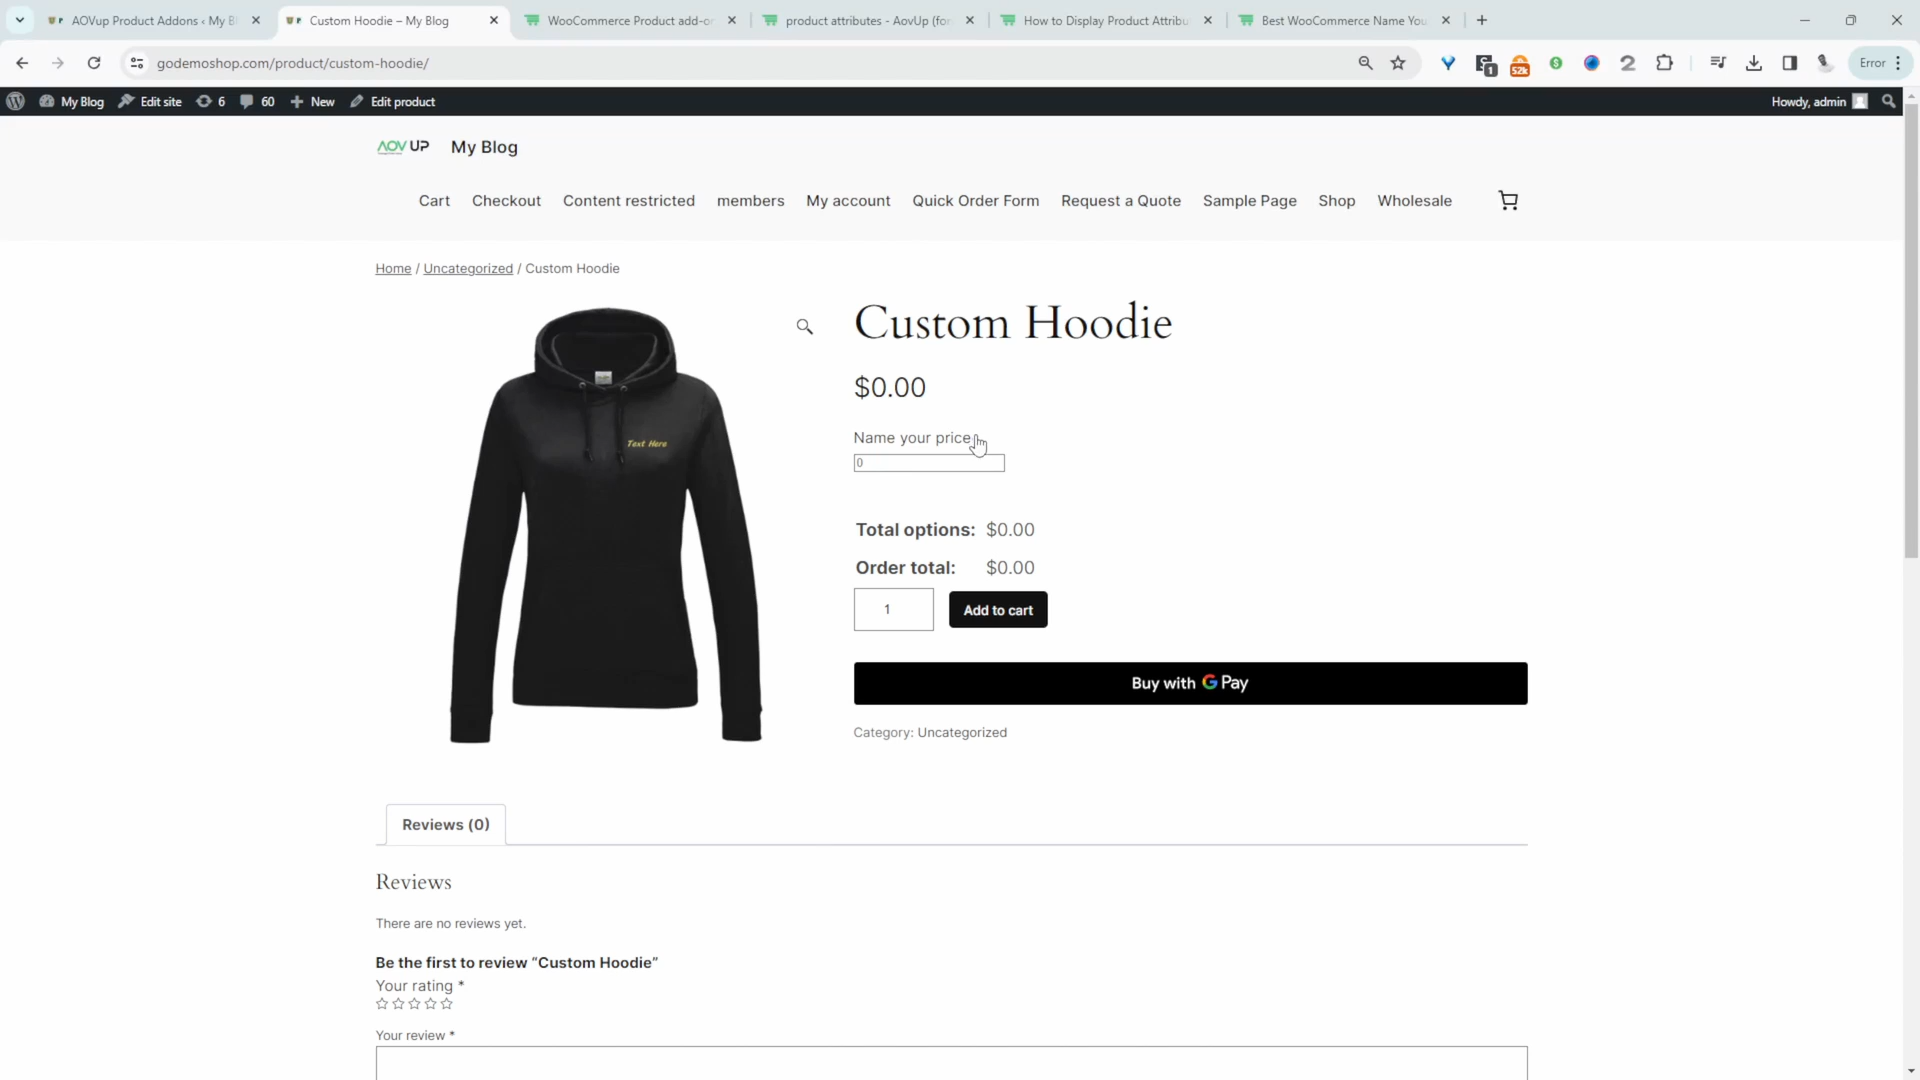 AOVup Product Addons ‹ My B
Custom Hoodie – My Blog
WooCommerce Product add-o
product attributes - AovUp (for
How to Display Product Attribu
Best WooCommerce Name You
godemoshop.com/product/custom-hoodie/
1
52k
Error
My Blog
Edit site
6
60
New
Edit product
Howdy, admin
AOV UP
My Blog
Cart
Checkout
Content restricted
members
My account
Quick Order Form
Request a Quote
Sample Page
Shop
Wholesale
Home / Uncategorized / Custom Hoodie
Text Here
Custom Hoodie
$0.00
Name your price
0
Total options: $0.00
Order total: $0.00
1
Add to cart
Buy with G Pay
Category: Uncategorized
Reviews (0)
Reviews
There are no reviews yet.
Be the first to review “Custom Hoodie”
Your rating *
Your review *